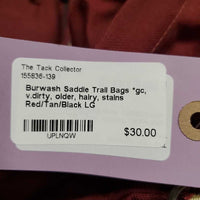 The Tack Collector
155836-139
Burwash Saddle Trail Bags *gc,
v.dirty, older, hairy, stains
Red/Tan/Black LG
$30.00
UPLNQW